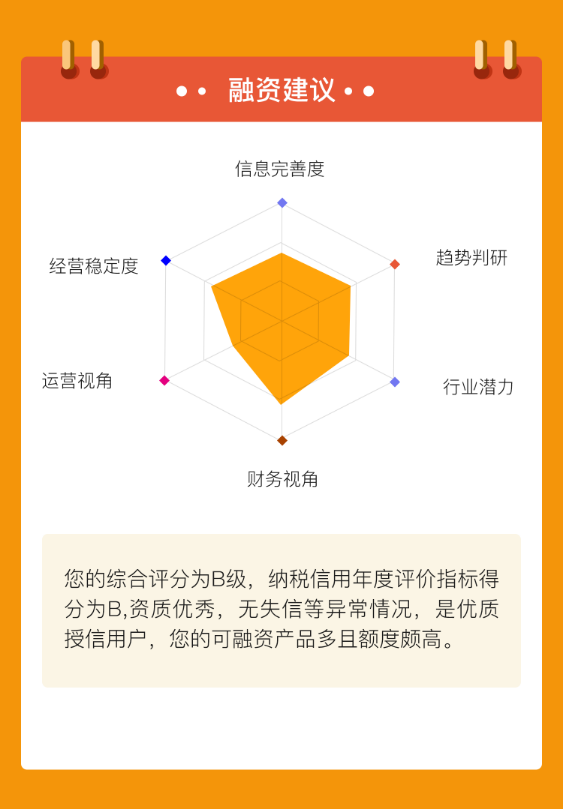 融资建议
信息完善度
趋势判研
经营稳定度
运营视角
行业潜力
财务视角
您的综合评分为B级，纳税信用年度评价指标得
分为B,资质优秀，无失信等异常情况，是优质
授信用户，您的可融资产品多且额度颇高。